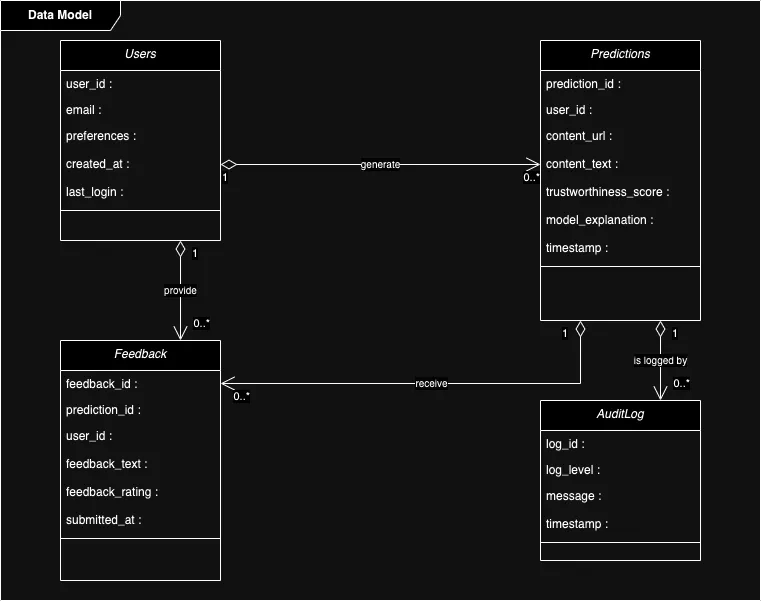 Data Model
Users
user_id :
email :
preferences :
created_at :
last_login :
Predictions
prediction_id :
user_id :
content_url :
content_text :
trustworthiness_score :
model_explanation :
timestamp :
generate
1
0..*
1
provide
0..*
1
1
is logged by
0..*
receive
0..*
Feedback
feedback_id :
prediction_id :
user_id :
feedback_text :
feedback_rating :
submitted_at :
AuditLog
log_id :
log_level :
message :
timestamp :